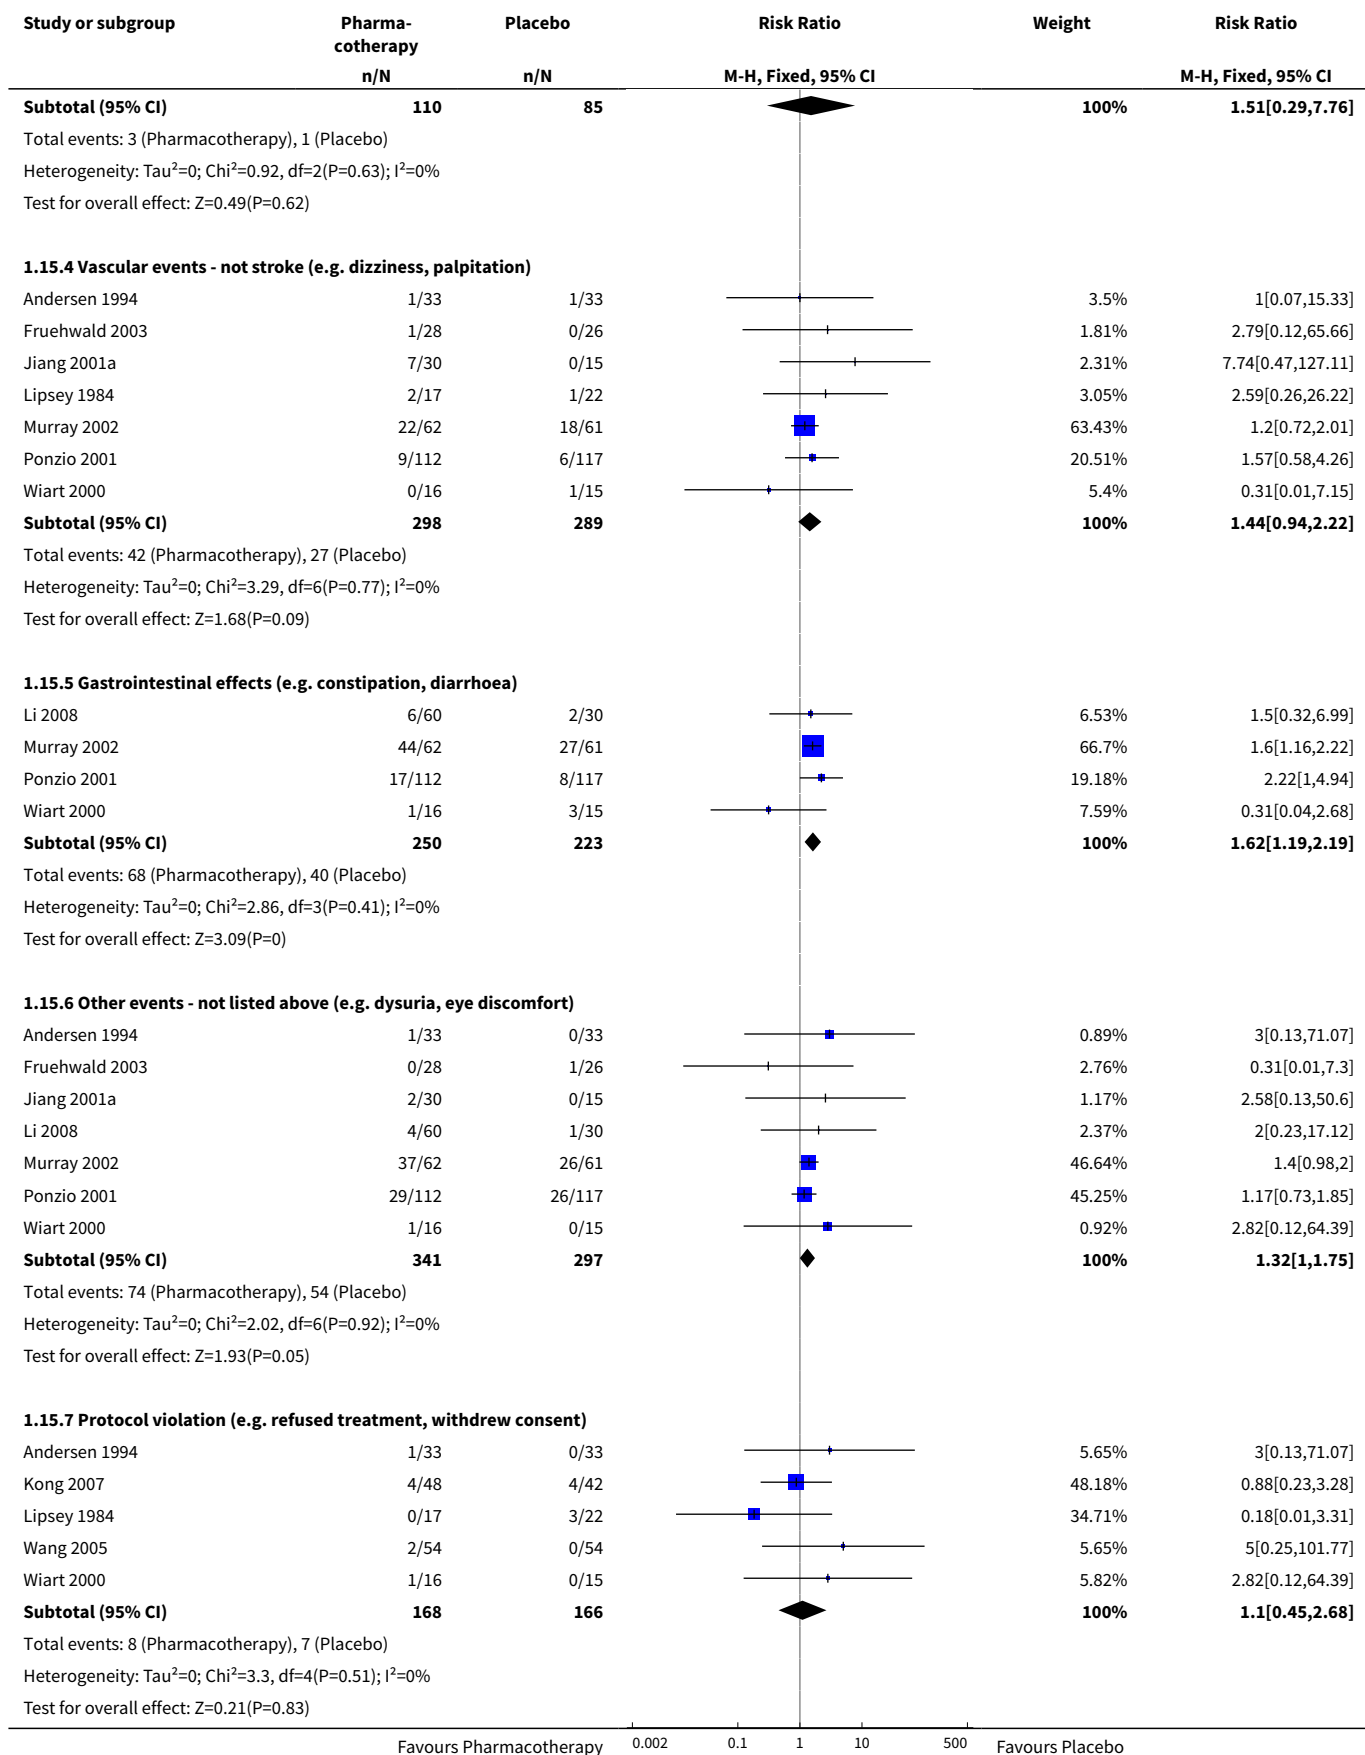 Study or subgroup Pharma-cotherapy Placebo Risk Ratio Weight Risk Ratio
n/N n/N M-H, Fixed, 95% CI M-H, Fixed, 95% CI
Subtotal (95% CI) 110 85 100% 1.51[0.29,7.76]
Total events: 3 (Pharmacotherapy), 1 (Placebo)
Heterogeneity: Tau²=0; Chi²=0.92, df=2(P=0.63); I²=0%
Test for overall effect: Z=0.49(P=0.62)
1.15.4 Vascular events - not stroke (e.g. dizziness, palpitation)
Andersen 1994 1/33 1/33 3.5% 1[0.07,15.33]
Fruehwald 2003 1/28 0/26 1.81% 2.79[0.12,65.66]
Jiang 2001a 7/30 0/15 2.31% 7.74[0.47,127.11]
Lipsey 1984 2/17 1/22 3.05% 2.59[0.26,26.22]
Murray 2002 22/62 18/61 63.43% 1.2[0.72,2.01]
Ponzio 2001 9/112 6/117 20.51% 1.57[0.58,4.26]
Wiart 2000 0/16 1/15 5.4% 0.31[0.01,7.15]
Subtotal (95% CI) 298 289 100% 1.44[0.94,2.22]
Total events: 42 (Pharmacotherapy), 27 (Placebo)
Heterogeneity: Tau²=0; Chi²=3.29, df=6(P=0.77); I²=0%
Test for overall effect: Z=1.68(P=0.09)
1.15.5 Gastrointestinal effects (e.g. constipation, diarrhoea)
Li 2008 6/60 2/30 6.53% 1.5[0.32,6.99]
Murray 2002 44/62 27/61 66.7% 1.6[1.16,2.22]
Ponzio 2001 17/112 8/117 19.18% 2.22[1,4.94]
Wiart 2000 1/16 3/15 7.59% 0.31[0.04,2.68]
Subtotal (95% CI) 250 223 100% 1.62[1.19,2.19]
Total events: 68 (Pharmacotherapy), 40 (Placebo)
Heterogeneity: Tau²=0; Chi²=2.86, df=3(P=0.41); I²=0%
Test for overall effect: Z=3.09(P=0)
1.15.6 Other events - not listed above (e.g. dysuria, eye discomfort)
Andersen 1994 1/33 0/33 0.89% 3[0.13,71.07]
Fruehwald 2003 0/28 1/26 2.76% 0.31[0.01,7.3]
Jiang 2001a 2/30 0/15 1.17% 2.58[0.13,50.6]
Li 2008 4/60 1/30 2.37% 2[0.23,17.12]
Murray 2002 37/62 26/61 46.64% 1.4[0.98,2]
Ponzio 2001 29/112 26/117 45.25% 1.17[0.73,1.85]
Wiart 2000 1/16 0/15 0.92% 2.82[0.12,64.39]
Subtotal (95% CI) 341 297 100% 1.32[1,1.75]
Total events: 74 (Pharmacotherapy), 54 (Placebo)
Heterogeneity: Tau²=0; Chi²=2.02, df=6(P=0.92); I²=0%
Test for overall effect: Z=1.93(P=0.05)
1.15.7 Protocol violation (e.g. refused treatment, withdrew consent)
Andersen 1994 1/33 0/33 5.65% 3[0.13,71.07]
Kong 2007 4/48 4/42 48.18% 0.88[0.23,3.28]
Lipsey 1984 0/17 3/22 34.71% 0.18[0.01,3.31]
Wang 2005 2/54 0/54 5.65% 5[0.25,101.77]
Wiart 2000 1/16 0/15 5.82% 2.82[0.12,64.39]
Subtotal (95% CI) 168 166 100% 1.1[0.45,2.68]
Total events: 8 (Pharmacotherapy), 7 (Placebo)
Heterogeneity: Tau²=0; Chi²=3.3, df=4(P=0.51); I²=0%
Test for overall effect: Z=0.21(P=0.83)
Favours Pharmacotherapy 0.002 0.1 1 10 500 Favours Placebo